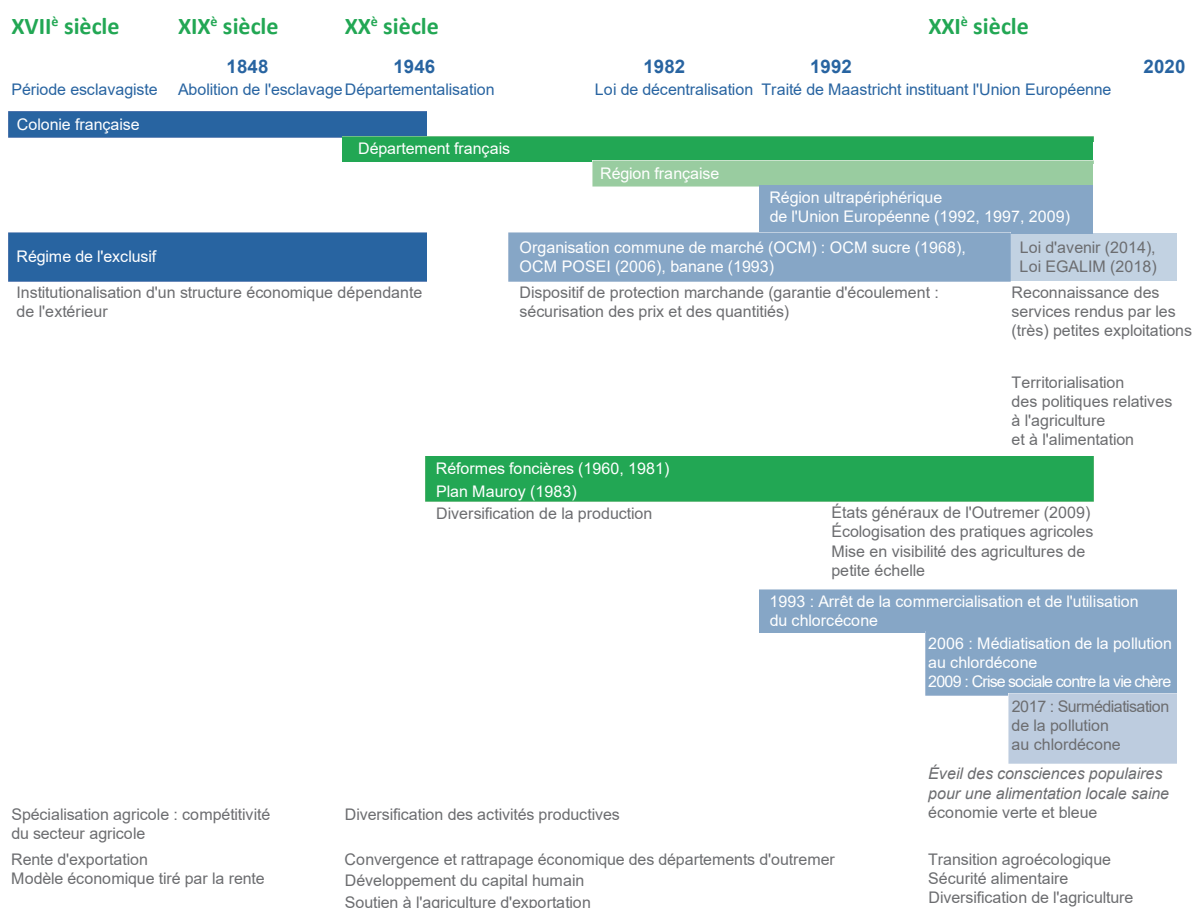 XVIIè siècle
XIXè siècle
XXè siècle
XXIè siècle
1848
1946
1982
1992
2020
Période esclavagiste
Abolition de l'esclavage
Départementalisation
Loi de décentralisation
Traité de Maastricht instituant l'Union Européenne
Colonie française
Département français
Région française
Région ultrapériphérique
de l'Union Européenne (1992, 1997, 2009)
Régime de l'exclusif
Organisation commune de marché (OCM) : OCM sucre (1968),
OCM POSEI (2006), banane (1993)
Loi d'avenir (2014),
Loi EGALIM (2018)
Institutionalisation d'un structure économique dépendante
de l'extérieur
Dispositif de protection marchande (garantie d'écoulement :
sécurisation des prix et des quantitiés)
Reconnaissance des
services rendus par les
(très) petites exploitations
Territorialisation
des politiques relatives
à l'agriculture
et à l'alimentation
Réformes foncières (1960, 1981)
Plan Mauroy (1983)
Diversification de la production
États généraux de l'Outremer (2009)
Écologisation des pratiques agricoles
Mise en visibilité des agricultures de
petite échelle
1993 : Arrêt de la commercialisation et de l'utilisation
du chlorcécone
2006 : Médiatisation de la pollution
au chlordécone
2009 : Crise sociale contre la vie chère
2017 : Surmédiatisation
de la pollution
au chlordécone
Éveil des consciences populaires
pour une alimentation locale saine
économie verte et bleue
Spécialisation agricole : compétitivité
du secteur agricole
Diversification des activités productives
Rente d'exportation
Modèle économique tiré par la rente
Convergence et rattrapage économique des départements d'outremer
Développement du capital humain
Soutien à l'agriculture d'exportation
Transition agroécologique
Sécurité alimentaire
Diversification de l'agriculture